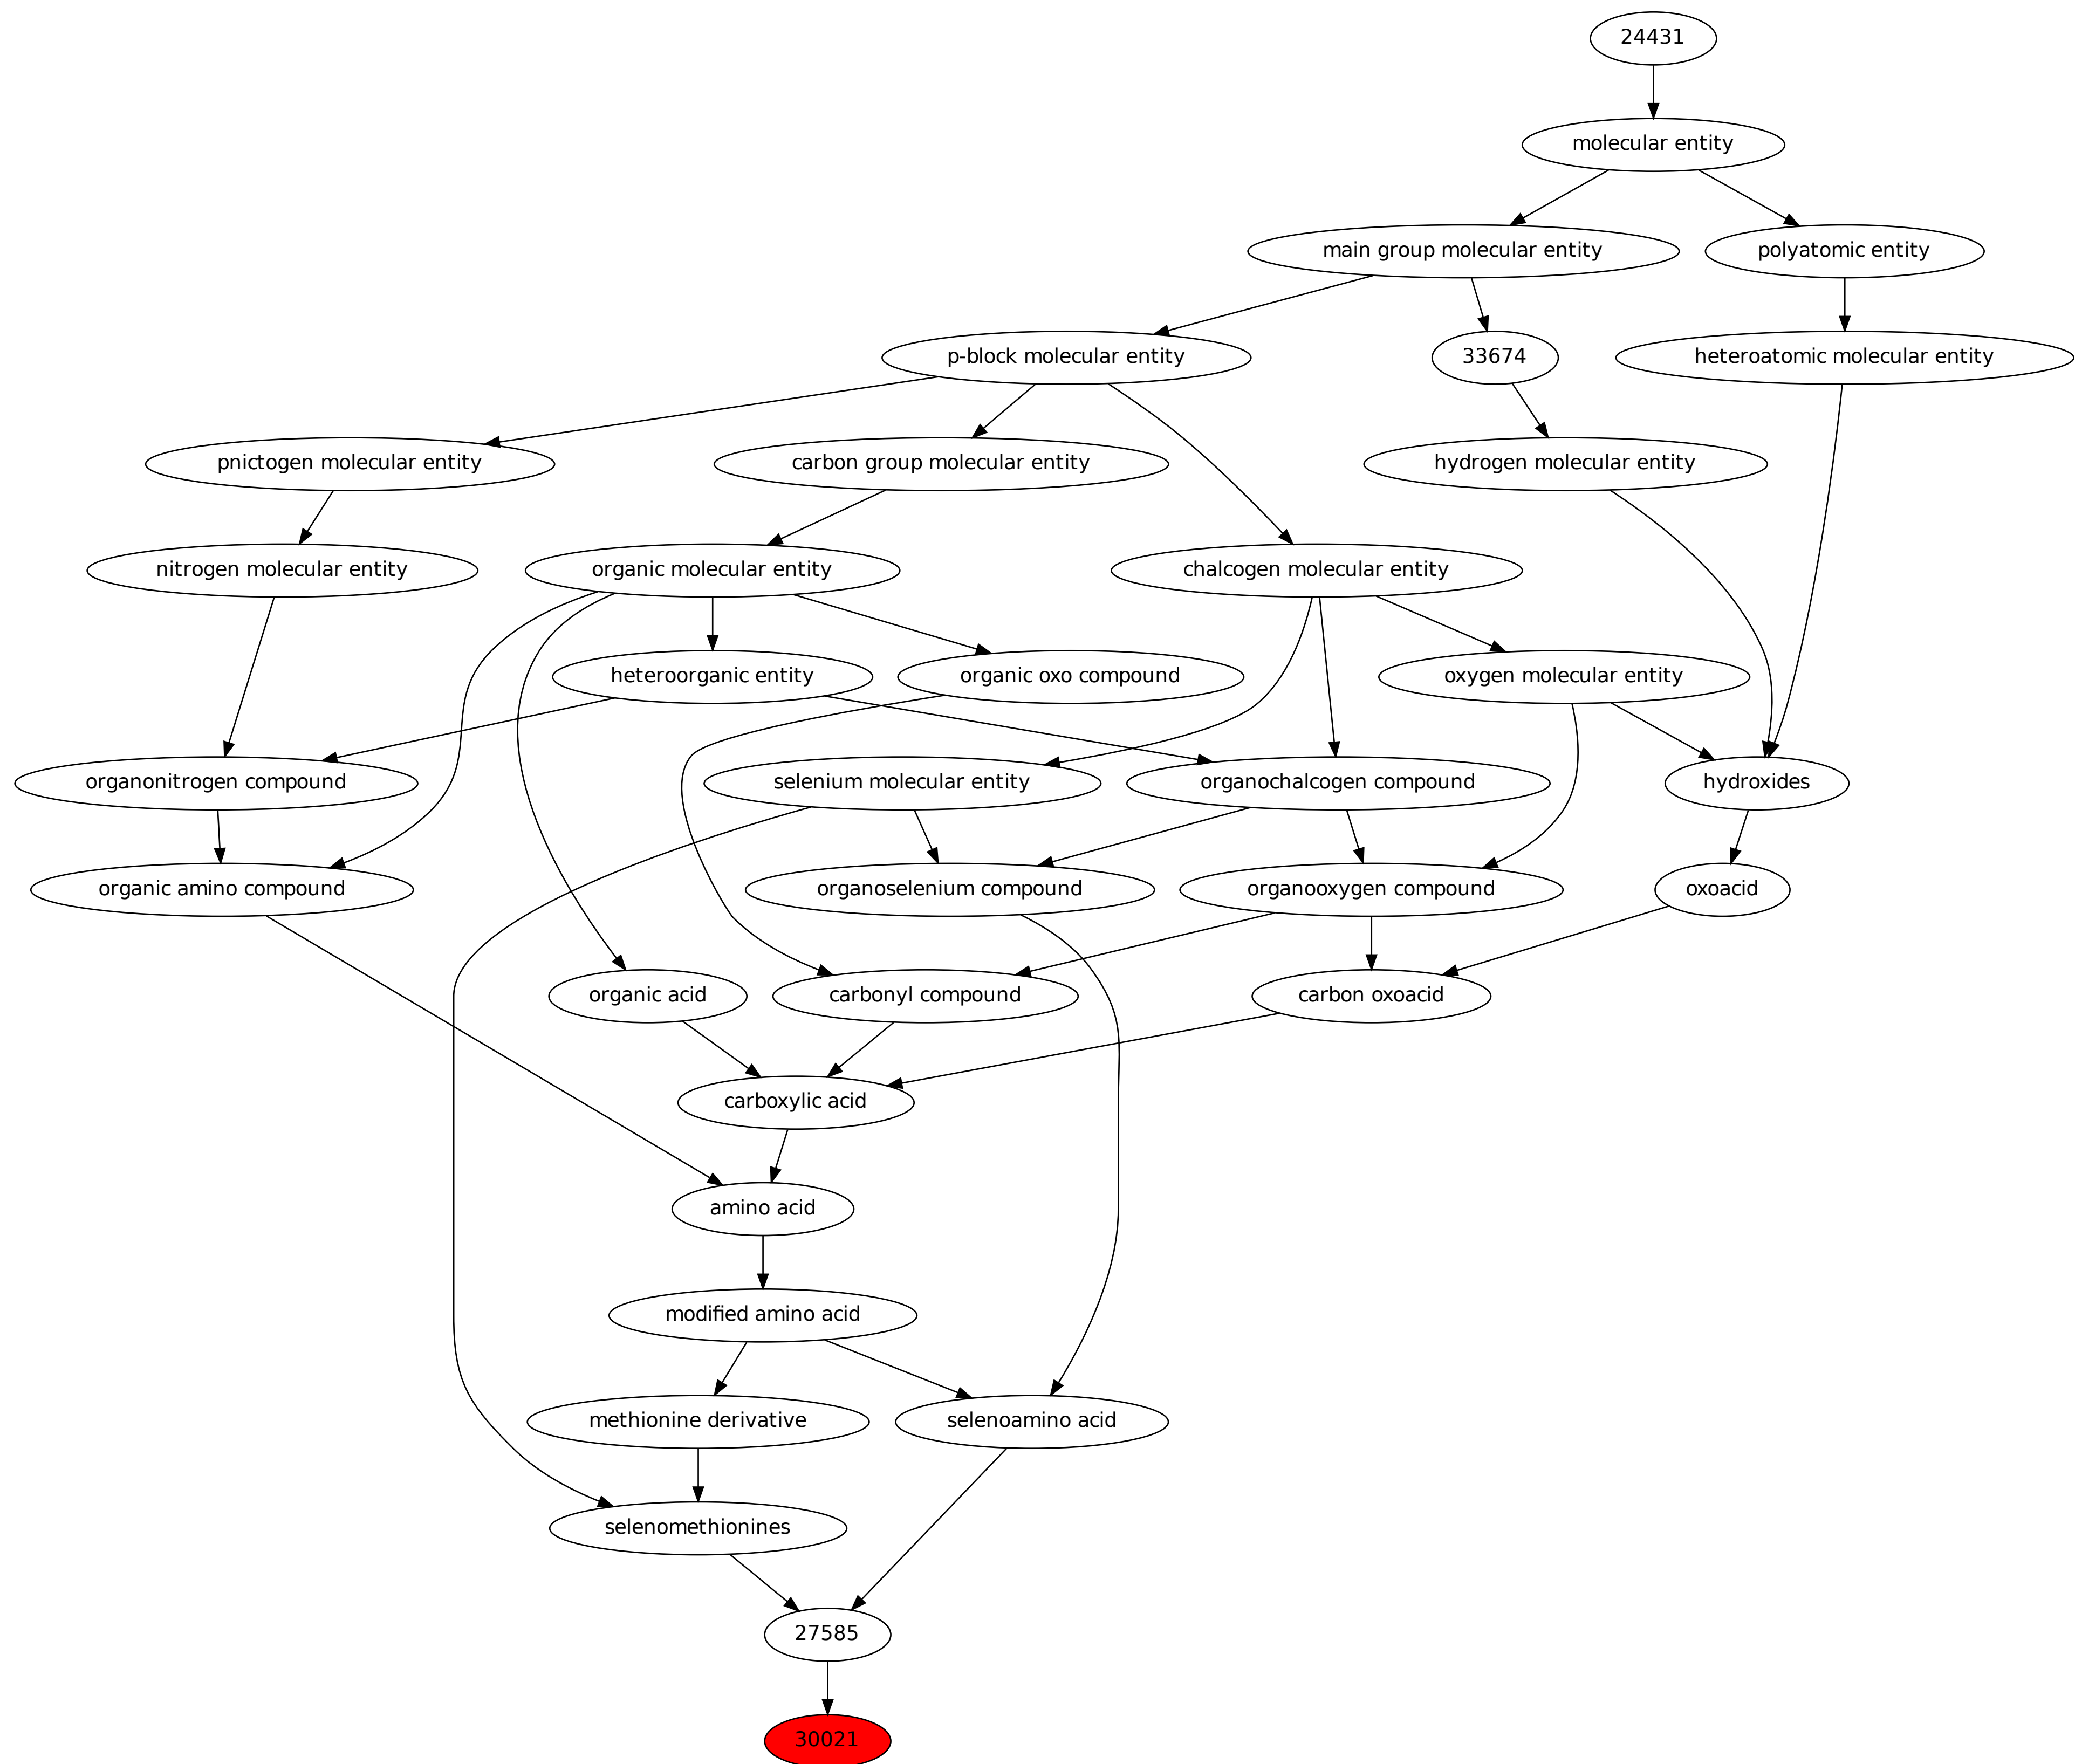 24431
molecular entity
main group molecular entity
polyatomic entity
p-block molecular entity
33674
heteroatomic molecular entity
pnictogen molecular entity
carbon group molecular entity
hydrogen molecular entity
nitrogen molecular entity
organic molecular entity
chalcogen molecular entity
heteroorganic entity
organic oxo compound
oxygen molecular entity
organonitrogen compound
selenium molecular entity
organochalcogen compound
hydroxides
organic amino compound
organoselenium compound
organooxygen compound
oxoacid
organic acid
carbonyl compound
carbon oxoacid
carboxylic acid
amino acid
modified amino acid
methionine derivative
selenoamino acid
selenomethionines
27585
30021